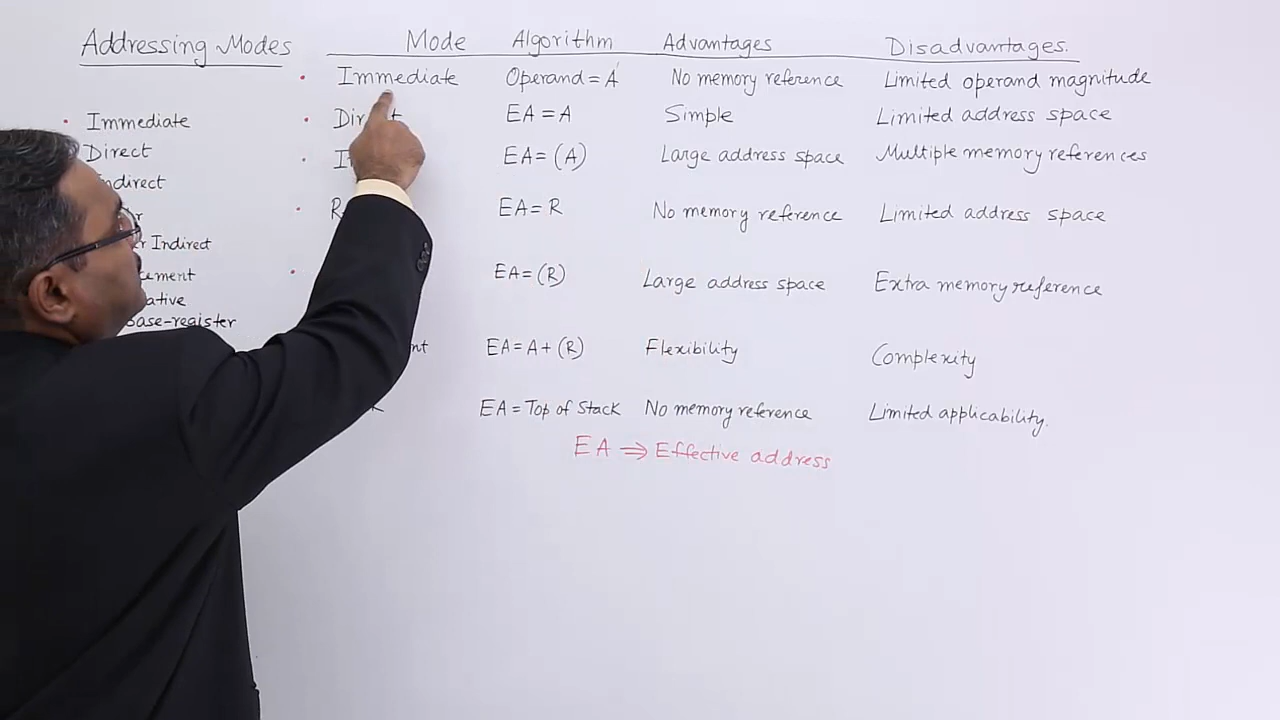 Addressing Modes
Immediate
Direct
Indirect
Indirect
Base-register
Mode Algorithm Advantages Disadvantages.
Immediate Operand = A No memory reference Limited operand magnitude
EA = A Simple Limited address space
EA = (A) Large address space Multiple memory references
EA = R No memory reference Limited address space
EA = (R) Large address space Extra memory reference
EA = A + (R) Flexibility Complexity
EA = Top of Stack No memory reference Limited applicability.
EA ⇒ Effective address